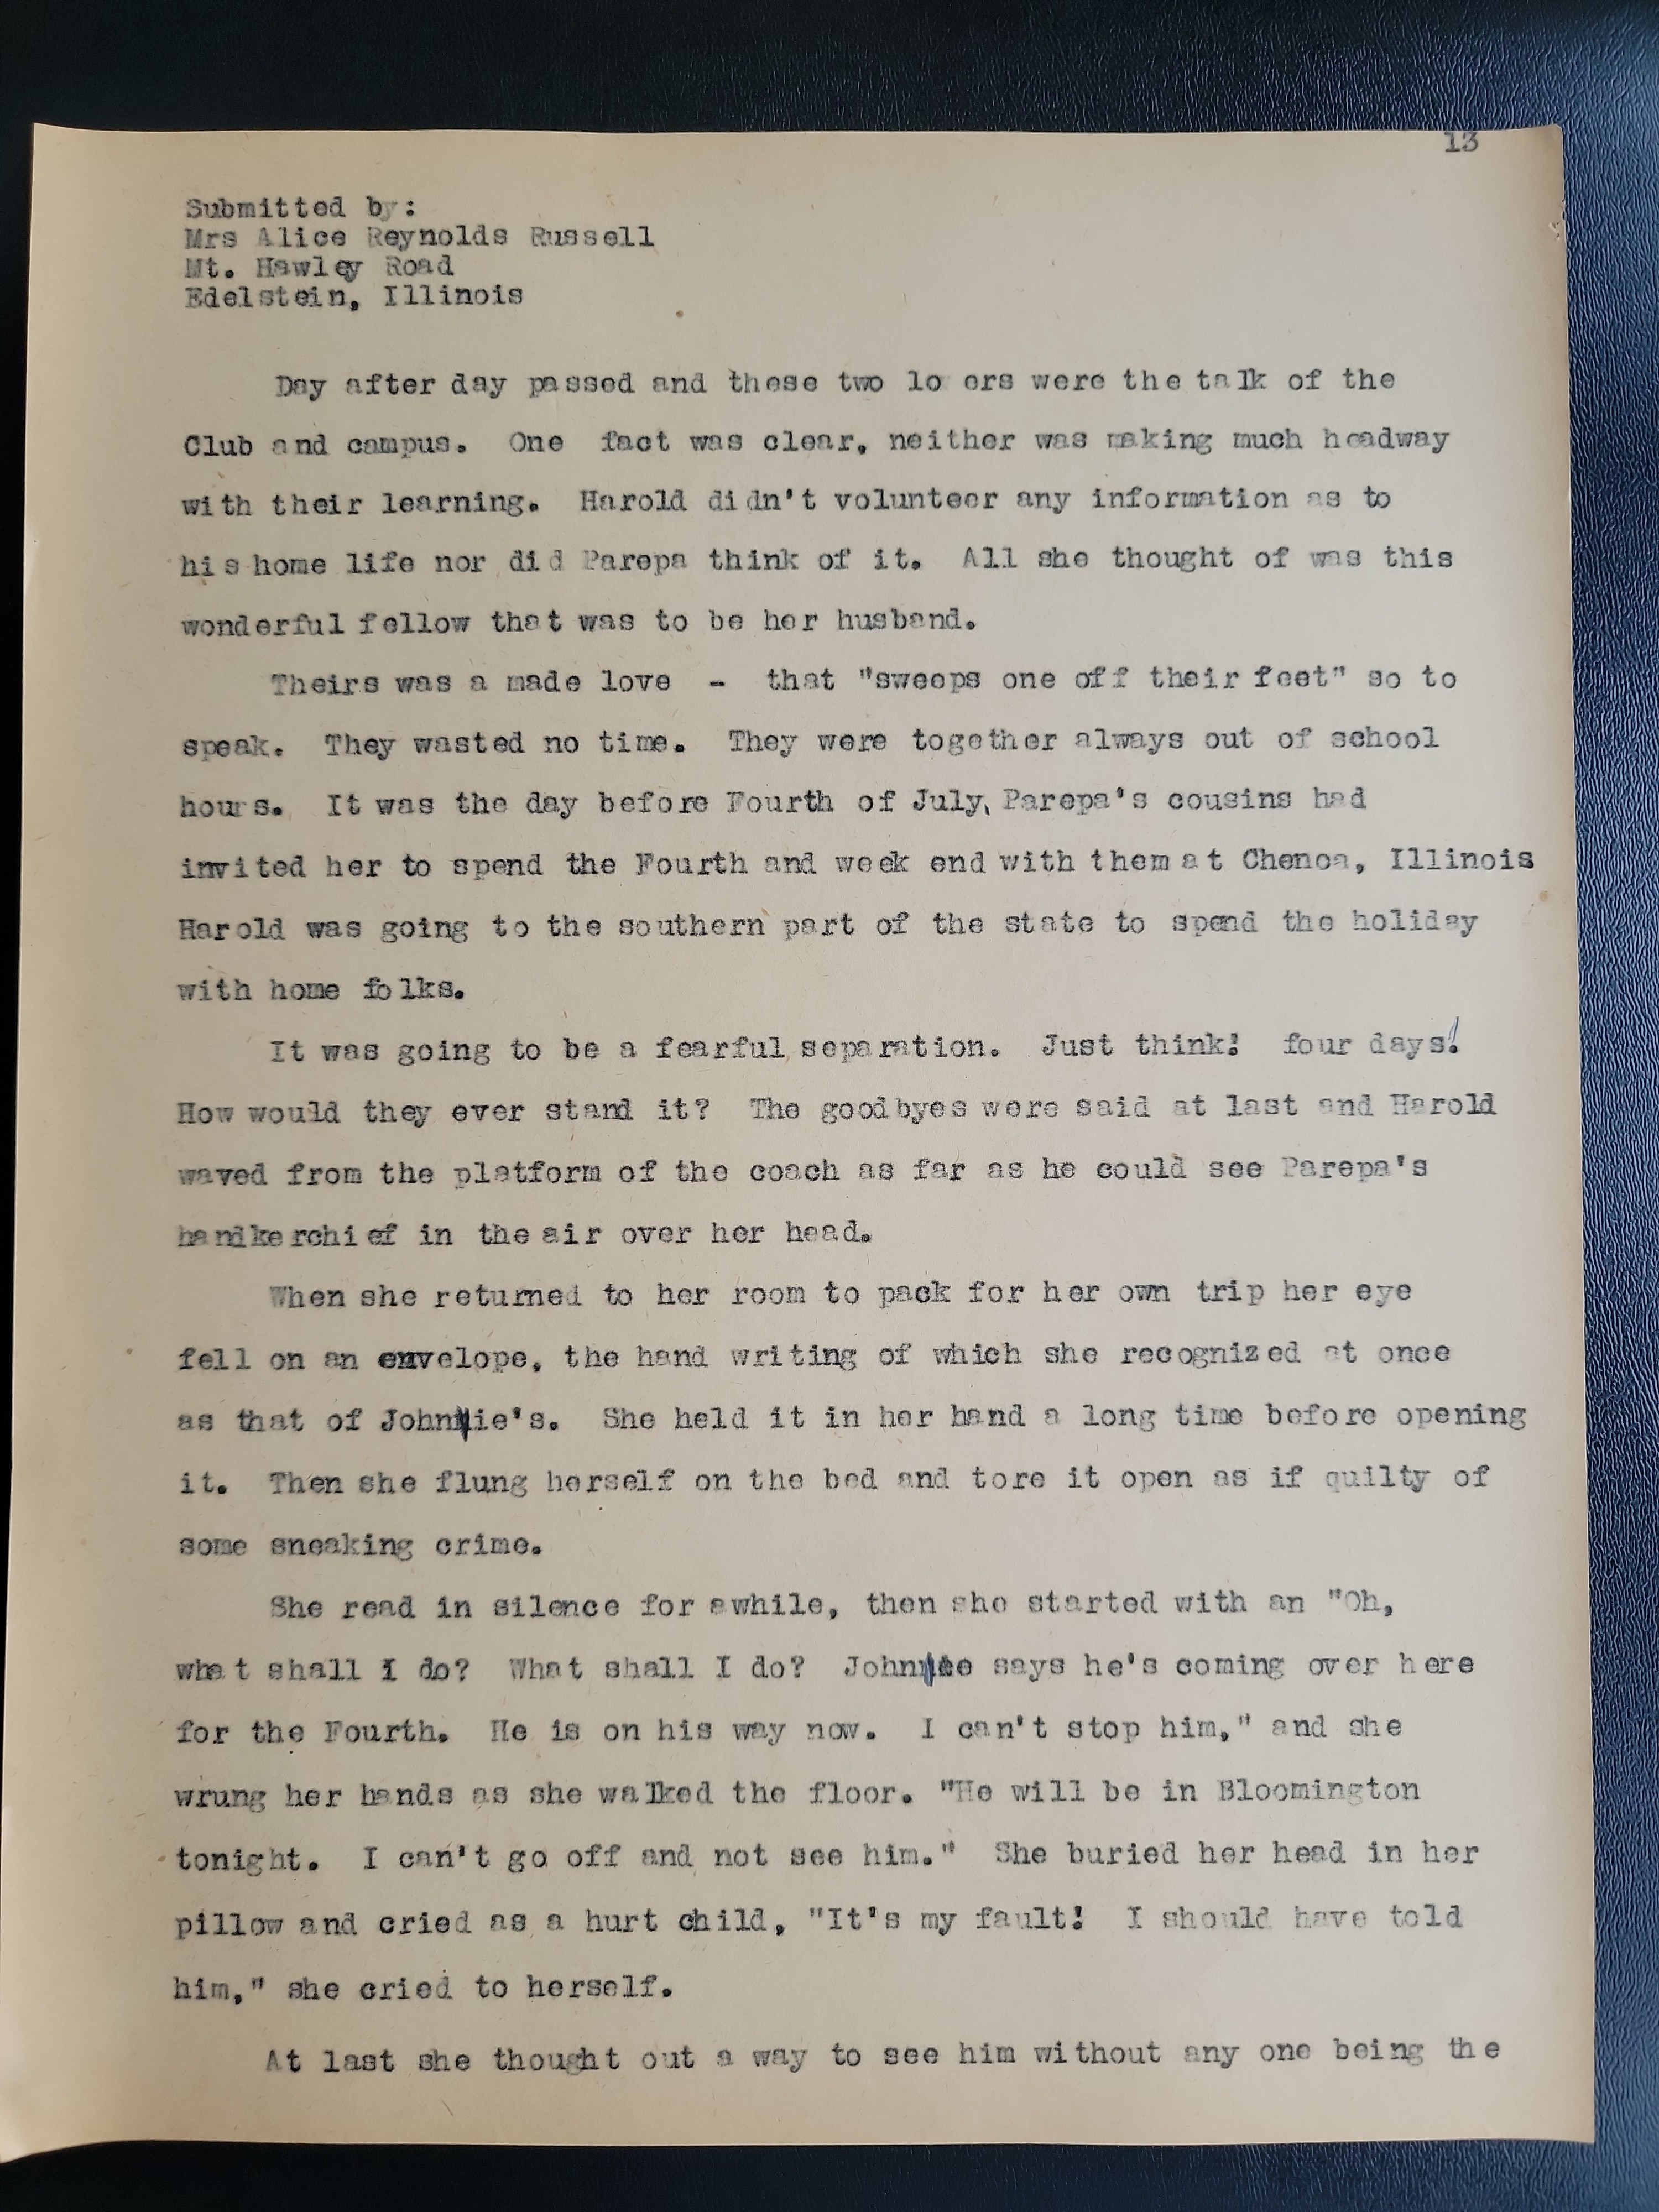 13
Submitted by:
Mrs Alice Reynolds Russell
Mt. Hawley Road
Edelstein, Illinois
Day after day passed and these two lo ers were the talk of the
Club and campus. One fact was clear, neither was making much headway
with their learning. Harold didn't volunteer any information as to
his home life nor did Parepa think of it. All she thought of was this
wonderful fellow that was to be her husband.
Theirs was a made love - that "sweeps one off their feet" so to
speak. They wasted no time. They were together always out of school
hours. It was the day before Fourth of July, Parepa's cousins had
invited her to spend the Fourth and week end with them at Chenoa, Illinois
Harold was going to the southern part of the state to spend the holiday
with home folks.
It was going to be a fearful separation. Just think! four days!
How would they ever stand it? The goodbyes were said at last and Harold
waved from the platform of the coach as far as he could see Parepa's
handkerchief in the air over her head.
When she returned to her room to pack for her own trip her eye
fell on an envelope, the hand writing of which she recognized at once
as that of Johnie's. She held it in her hand a long time before opening
it. Then she flung herself on the bed and tore it open as if quilty of
some sneaking crime.
She read in silence for awhile, then she started with an "Oh,
what shall I do? What shall I do? Johnie says he's coming over here
for the Fourth. He is on his way now. I can't stop him," and she
wrung her hands as she walked the floor. "He will be in Bloomington
tonight. I can't go off and not see him." She buried her head in her
pillow and cried as a hurt child, "It's my fault! I should have told
him," she cried to herself.
At last she thought out a way to see him without any one being the